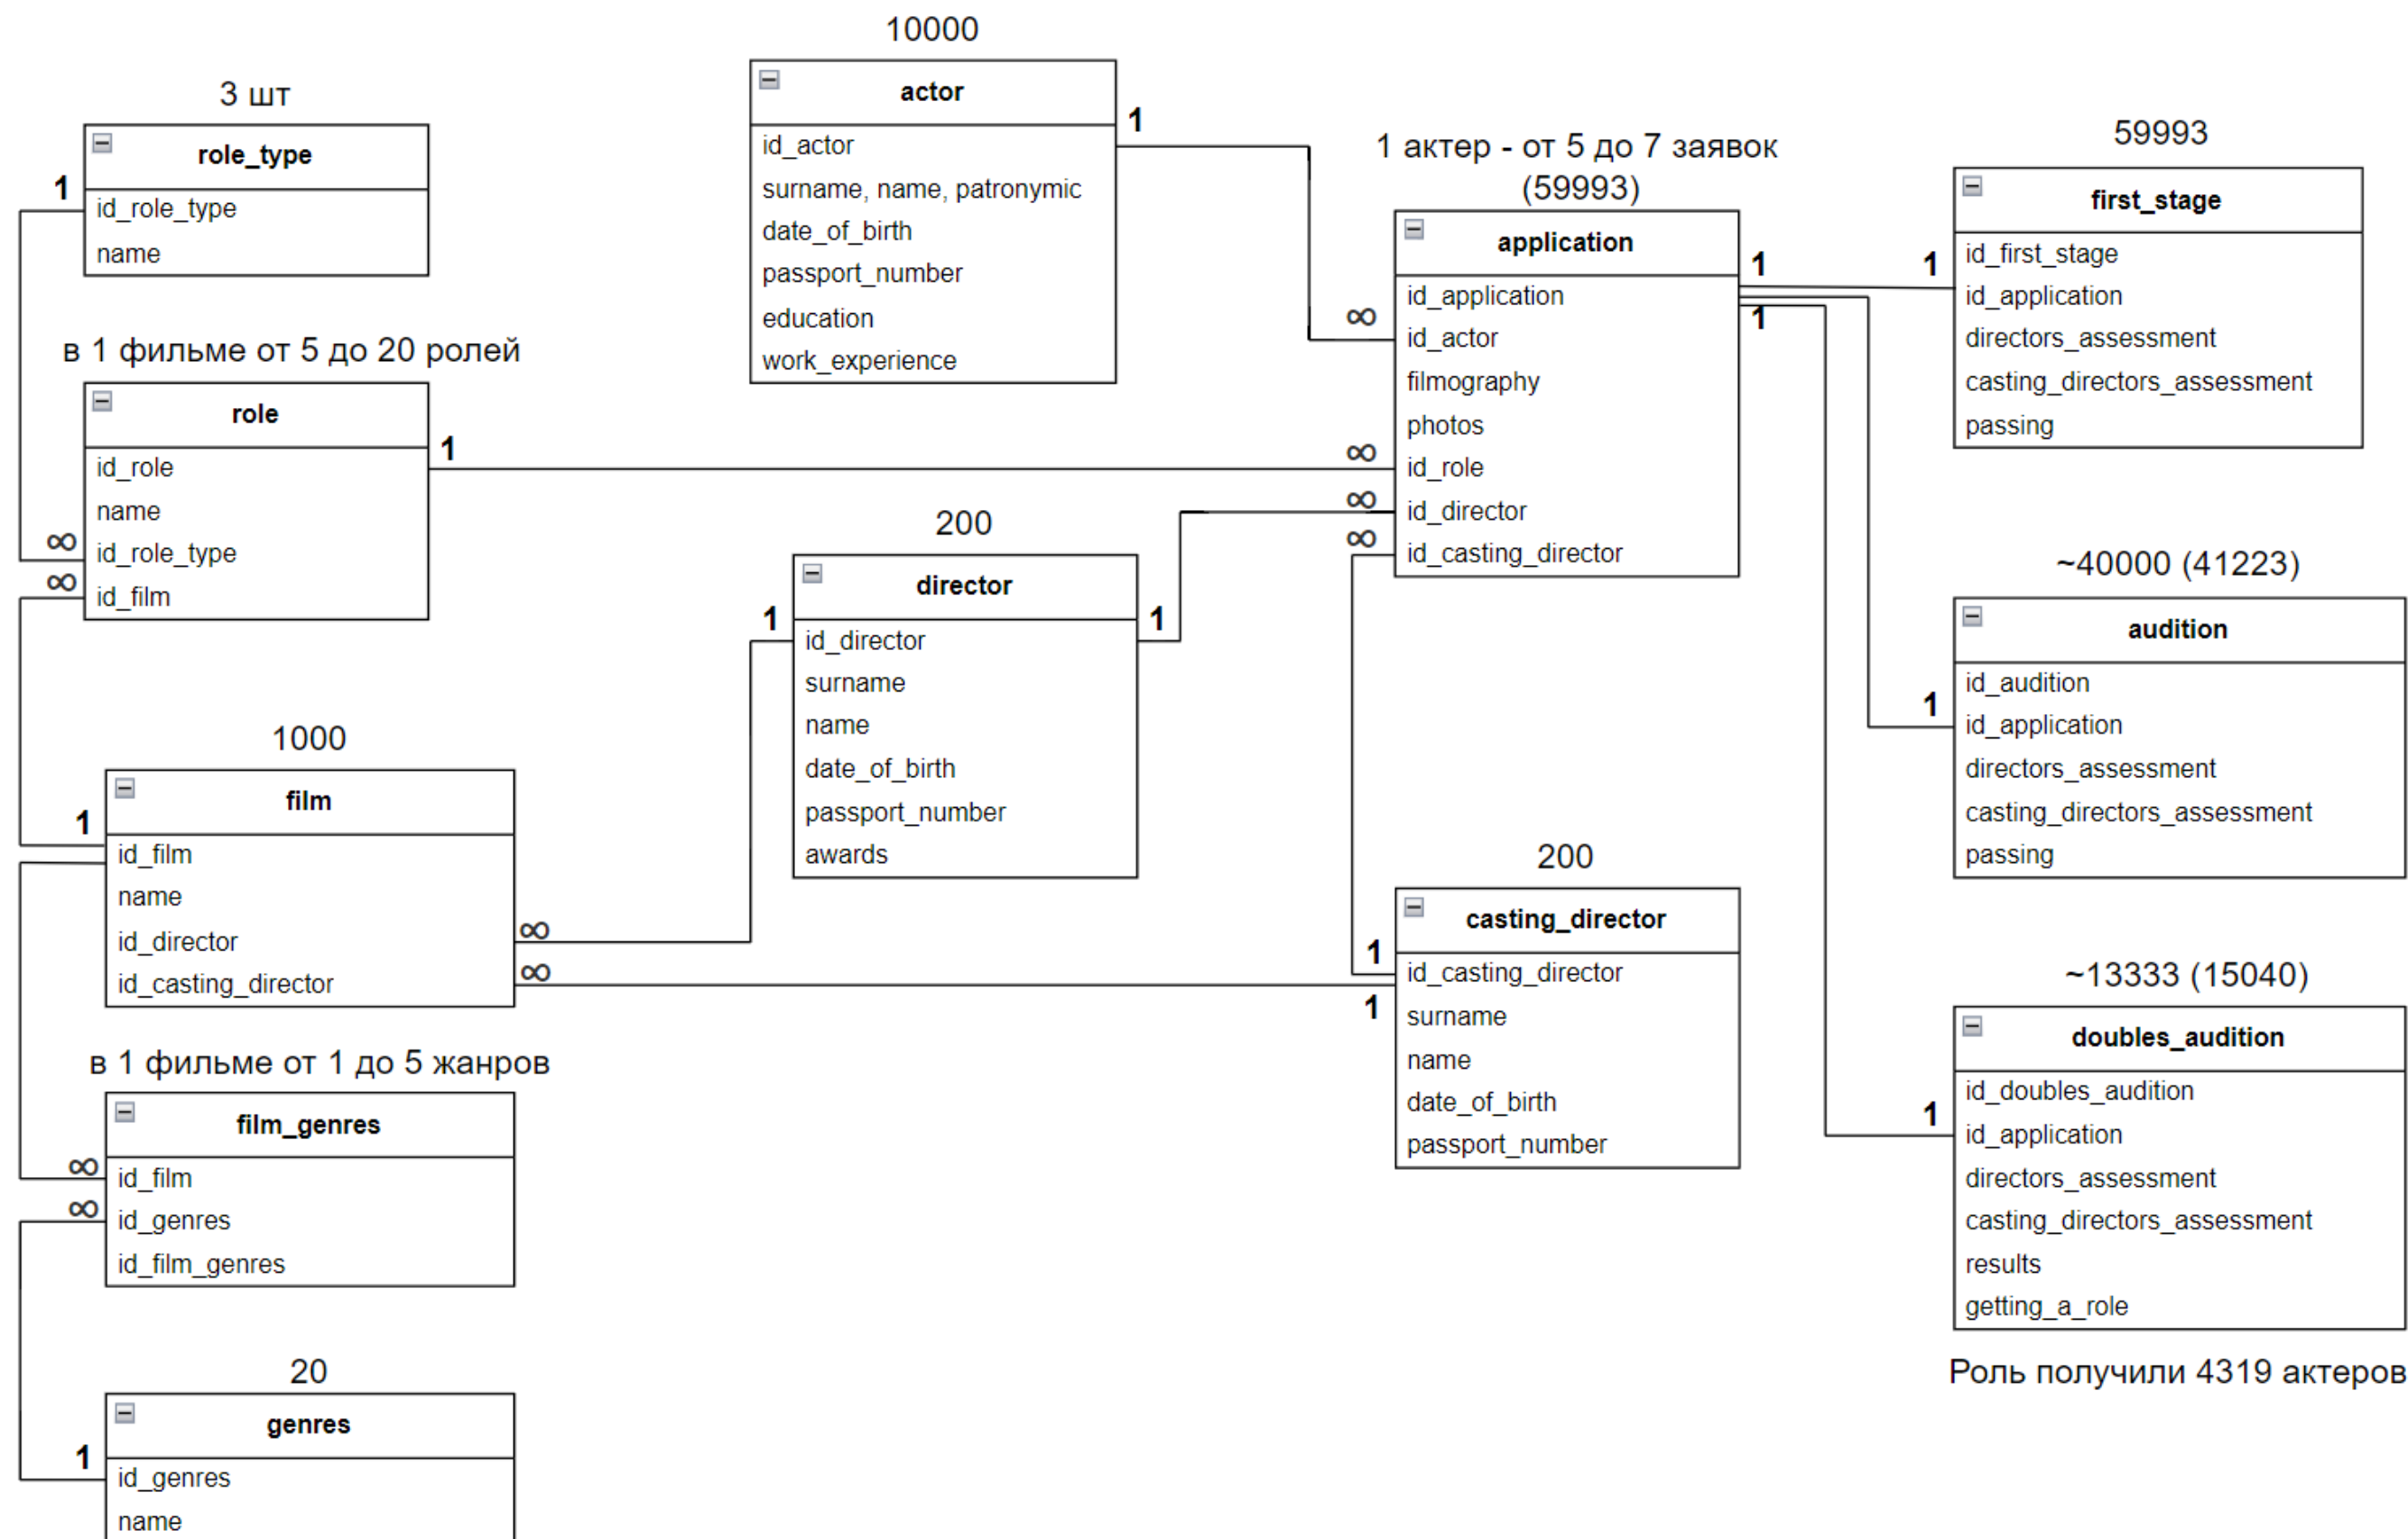 3 шт
role_type
1
id_role_type
name
в 1 фильме от 5 до 20 ролей
role
1
id_role
name
∞
id_role_type
∞
id_film
1000
film
1
id_film
name
id_director
∞
id_casting_director
∞
в 1 фильме от 1 до 5 жанров
film_genres
∞
id_film
∞
id_genres
id_film_genres
20
genres
1
id_genres
name
10000
actor
1
id_actor
surname, name, patronymic
date_of_birth
passport_number
education
work_experience
200
director
1
1
id_director
surname
name
date_of_birth
passport_number
awards
1 актер - от 5 до 7 заявок
(59993)
application
1
id_application
1
∞
id_actor
filmography
photos
∞
id_role
∞
id_director
∞
id_casting_director
200
casting_director
1
id_casting_director
1
surname
name
date_of_birth
passport_number
59993
first_stage
1
id_first_stage
id_application
directors_assessment
casting_directors_assessment
passing
~40000 (41223)
audition
id_audition
1
id_application
directors_assessment
casting_directors_assessment
passing
~13333 (15040)
doubles_audition
id_doubles_audition
1
id_application
directors_assessment
casting_directors_assessment
results
getting_a_role
Роль получили 4319 актеров